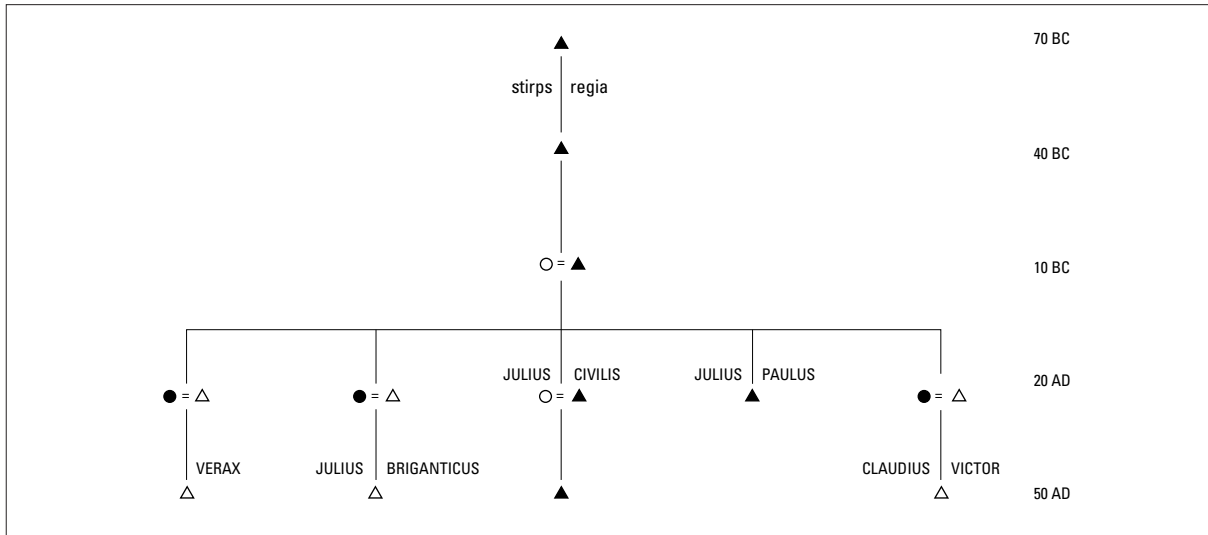 70 BC
stirps regia
40 BC
= 10 BC
JULIUS CIVILIS JULIUS PAULUS 20 AD
= = = =
VERAX JULIUS BRIGANTICUS CLAUDIUS VICTOR
50 AD